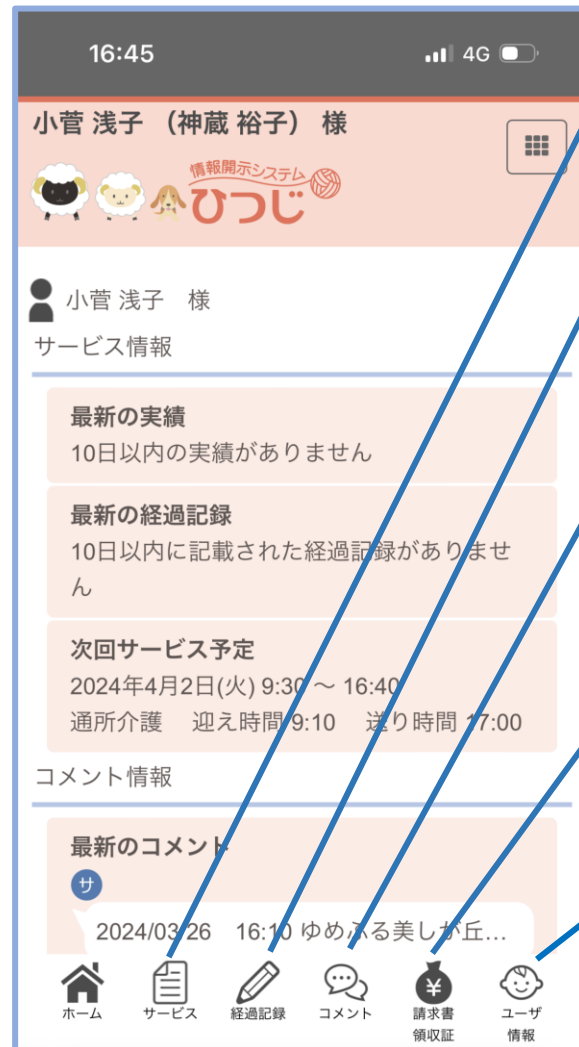 16:45 4G
小菅 浅子 （神蔵 裕子） 様
情報開示システム
ひつじ
小菅 浅子 様
サービス情報
最新の実績
10日以内の実績がありません
最新の経過記録
10日以内に記載された経過記録がありませ
ん
次回サービス予定
2024年4月2日(火) 9:30 ～ 16:40
通所介護 迎え時間 9:10 送り時間 17:00
コメント情報
最新のコメント
サ
2024/03/26 16:10 ゆめふる美しが丘…
ホーム サービス 経過記録 コメント 請求書 ユーザ
領収証 情報